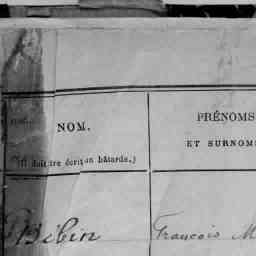 NOM. PRÉNOMS
(Il doit être écrit en bâtarde.) ET SURNOMS
Bébin François M